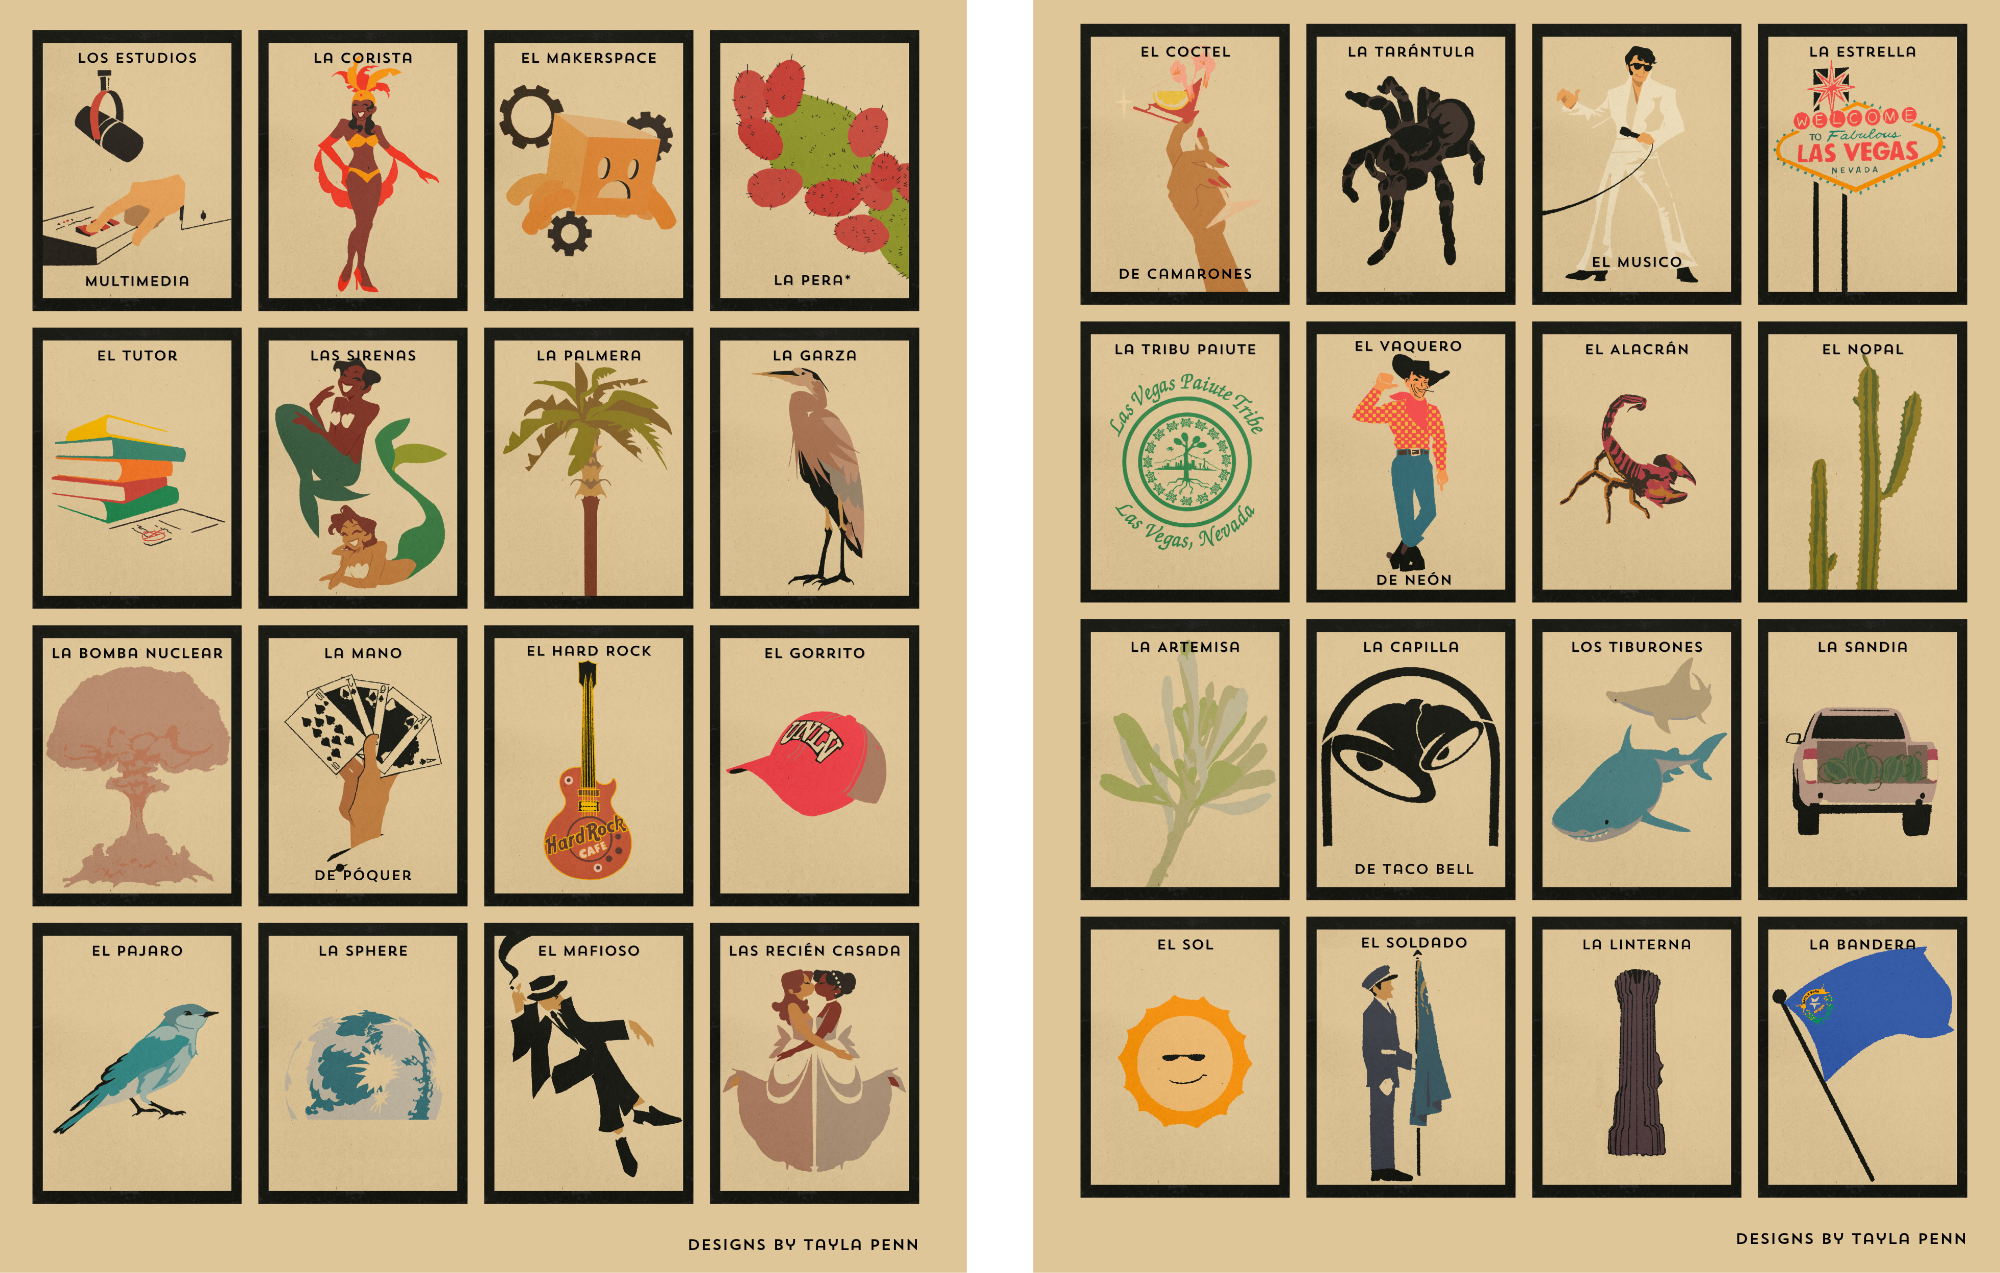 LOS ESTUDIOS
MULTIMEDIA
LA CORISTA
EL MAKERSPACE
LA PERA*
EL TUTOR
LAS SIRENAS
LA PALMERA
LA GARZA
LA BOMBA NUCLEAR
LA MANO
DE PÓQUER
EL HARD ROCK
Hard Rock
CAFE
EL GORRITO
UNLV
EL PAJARO
LA SPHERE
EL MAFIOSO
LAS RECIÉN CASADA
DESIGNS BY TAYLA PENN
EL COCTEL
DE CAMARONES
LA TARÁNTULA
EL MUSICO
LA ESTRELLA
WELCOME
TO Fabulous
LAS VEGAS
NEVADA
LA TRIBU PAIUTE
Las Vegas Paiute Tribe
Las Vegas, Nevada
EL VAQUERO
DE NEÓN
EL ALACRÁN
EL NOPAL
LA ARTEMISA
LA CAPILLA
DE TACO BELL
LOS TIBURONES
LA SANDIA
EL SOL
EL SOLDADO
LA LINTERNA
LA BANDERA
DESIGNS BY TAYLA PENN